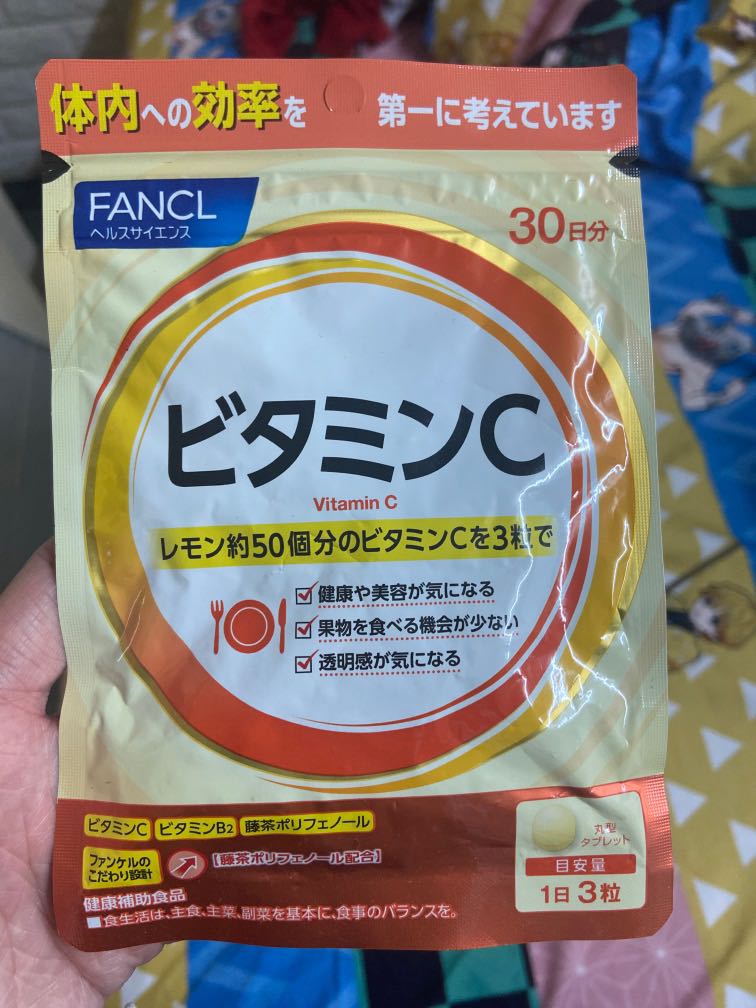 体内への効率を 第一に考えています
FANCL
ヘルスサイエンス
30日分
ビタミンC
Vitamin C
レモン約50個分のビタミンCを3粒で
健康や美容が気になる
果物を食べる機会が少ない
透明感が気になる
ビタミンC ビタミンB2 藤茶ポリフェノール
ファンケルの
こだわり設計
【藤茶ポリフェノール配合】
健康補助食品
■食生活は、主食、主菜、副菜を基本に、食事のバランスを。
丸型
タブレット
目安量
1日 3粒